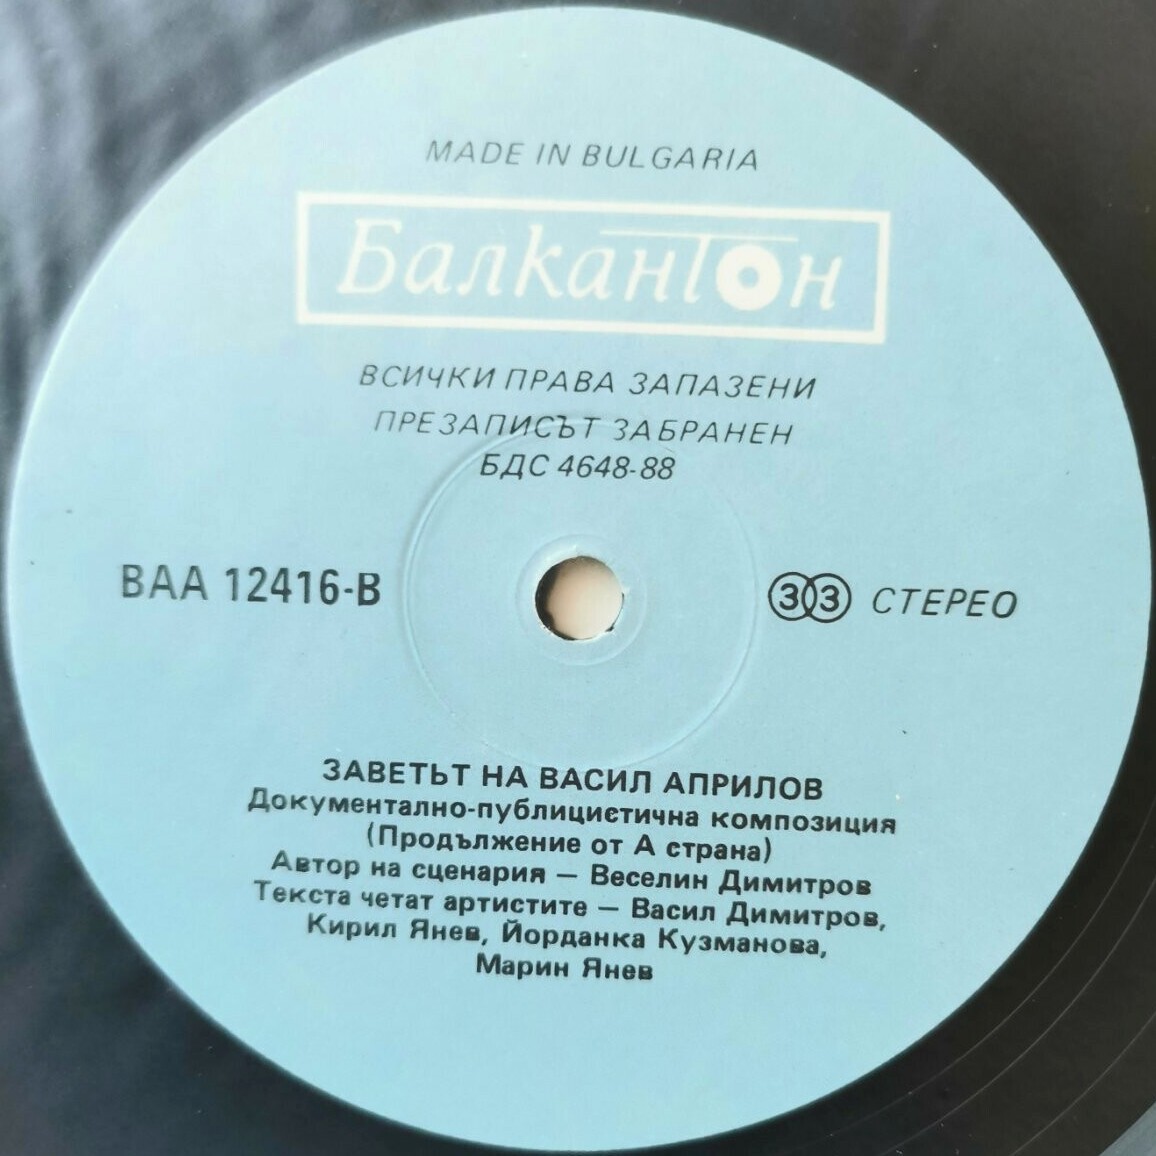 MADE IN BULGARIA
Балкантон
ВСИЧКИ ПРАВА ЗАПАЗЕНИ
ПРЕЗАПИСЪТ ЗАБРАНЕН
БДС 4648-88
ВАА 12416-В
33 СТЕРЕО
ЗАВЕТЪТ НА ВАСИЛ АПРИЛОВ
Документално-публицистична композиция
(Продължение от А страна)
Автор на сценария — Веселин Димитров
Текста четат артистите — Васил Димитров,
Кирил Янев, Йорданка Кузманова,
Марин Янев